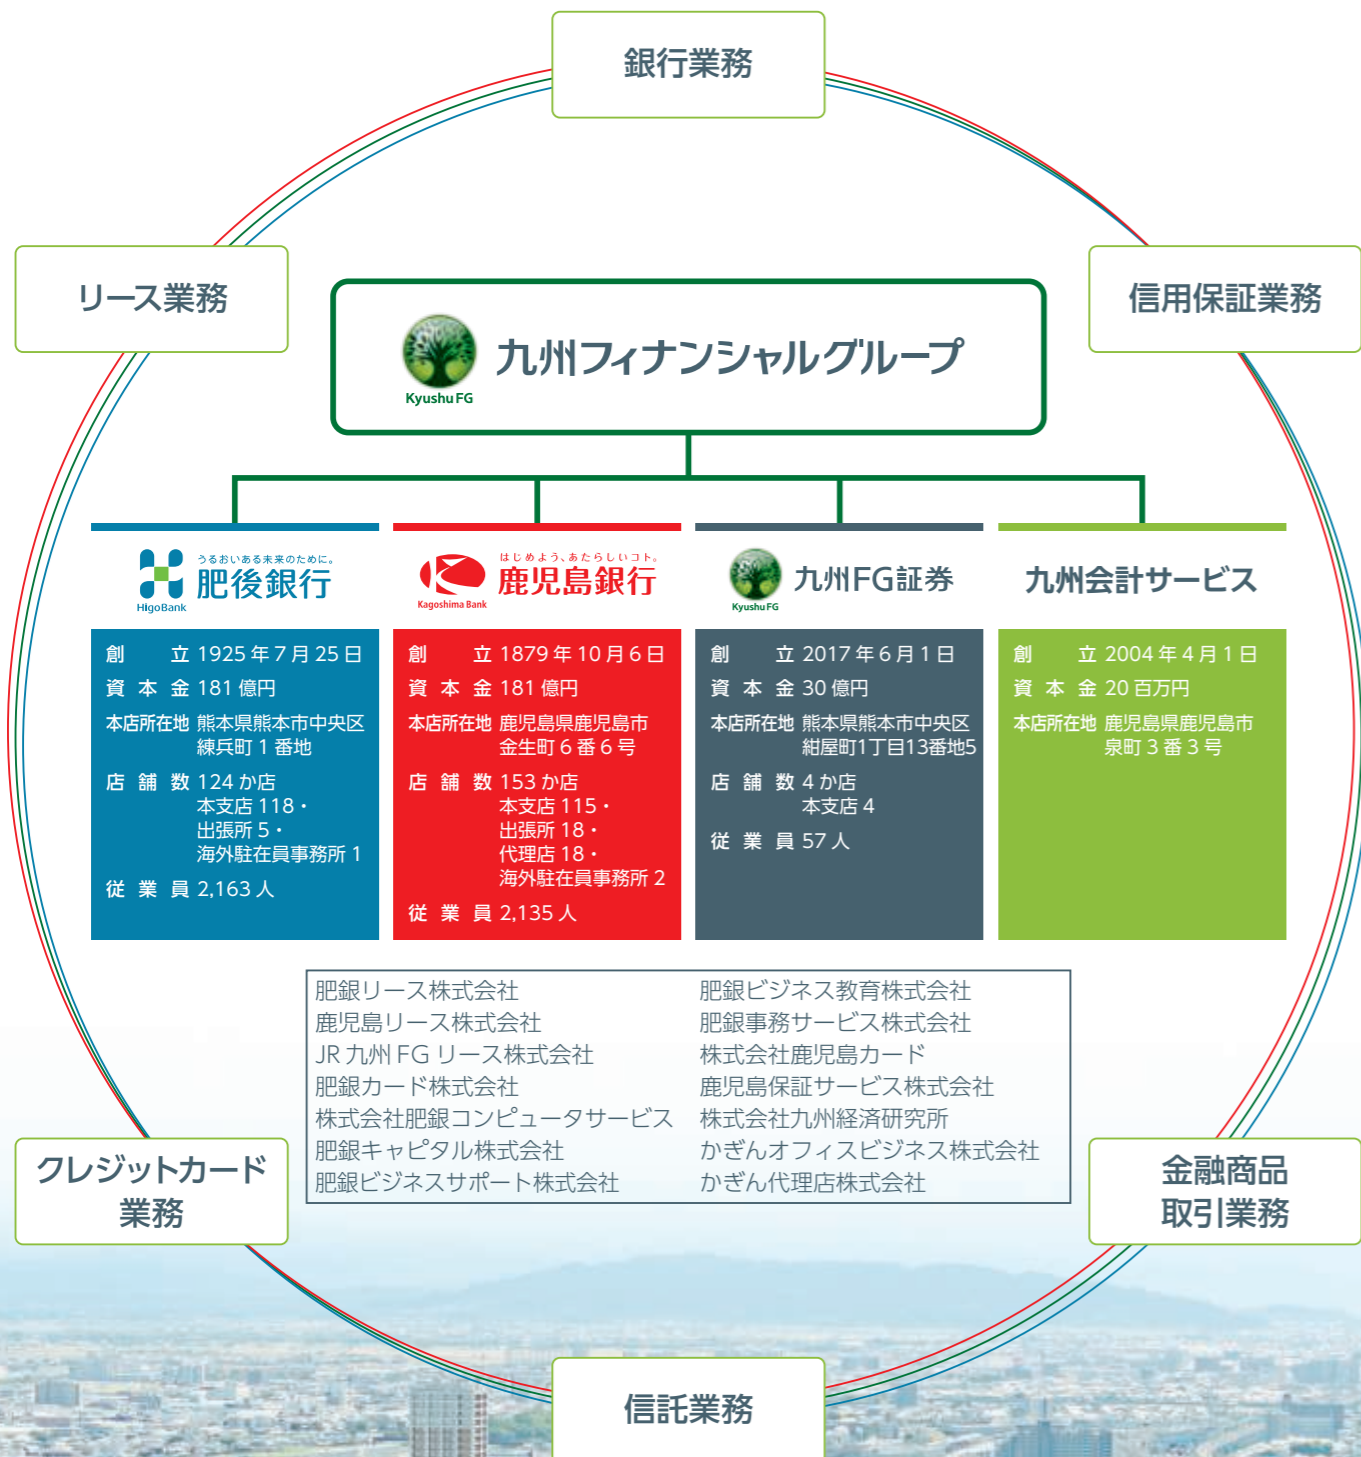 銀行業務
リース業務
信用保証業務
九州フィナンシャルグループ
Kyushu FG
うるおいある未来のために。
肥後銀行
HigoBank
創立 1925年7月25日
資本金 181億円
本店所在地 熊本県熊本市中央区
練兵町1番地
店舗数 124か店
本支店118・
出張所5・
海外駐在員事務所1
従業員 2,163人
はじめよう、あたらしいコト。
鹿児島銀行
Kagoshima Bank
創立 1879年10月6日
資本金 181億円
本店所在地 鹿児島県鹿児島市
金生町6番6号
店舗数 153か店
本支店115・
出張所18・
代理店18・
海外駐在員事務所2
従業員 2,135人
九州FG証券
Kyushu FG
創立 2017年6月1日
資本金 30億円
本店所在地 熊本県熊本市中央区
紺屋町1丁目13番地5
店舗数 4か店
本支店4
従業員 57人
九州会計サービス
創立 2004年4月1日
資本金 20百万円
本店所在地 鹿児島県鹿児島市
泉町3番3号
肥銀リース株式会社
鹿児島リース株式会社
JR九州FGリース株式会社
肥銀カード株式会社
株式会社肥銀コンピュータサービス
肥銀キャピタル株式会社
肥銀ビジネスサポート株式会社
肥銀ビジネス教育株式会社
肥銀事務サービス株式会社
株式会社鹿児島カード
鹿児島保証サービス株式会社
株式会社九州経済研究所
かぎんオフィスビジネス株式会社
かぎん代理店株式会社
クレジットカード
業務
金融商品
取引業務
信託業務